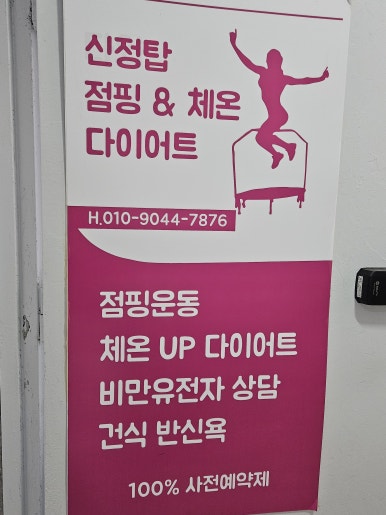 신정탑
점핑 & 체온
다이어트
H.010-9044-7876
점핑운동
체온 UP 다이어트
비만유전자 상담
건식 반신욕
100% 사전예약제